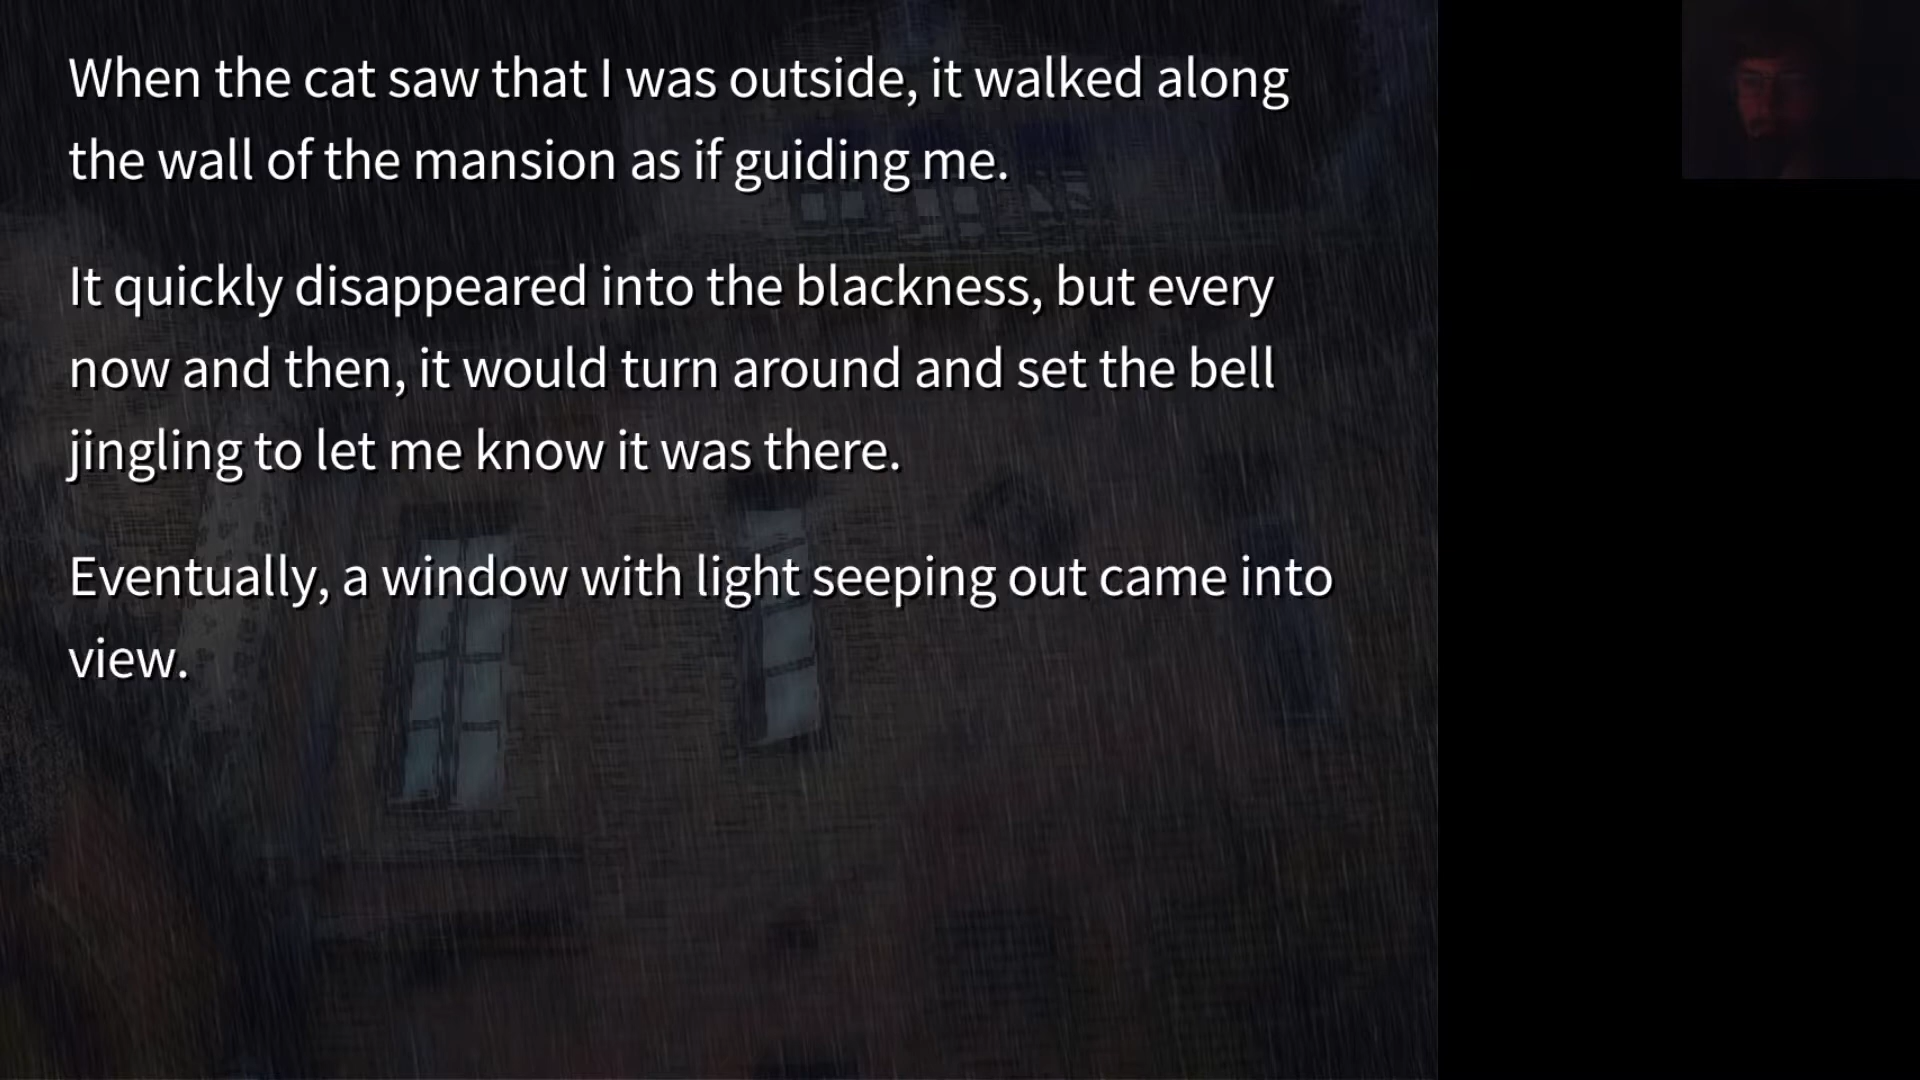 When the cat saw that I was outside, it walked along
the wall of the mansion as if guiding me.
It quickly disappeared into the blackness, but every
now and then, it would turn around and set the bell
jingling to let me know it was there.
Eventually, a window with light seeping out came into
view.